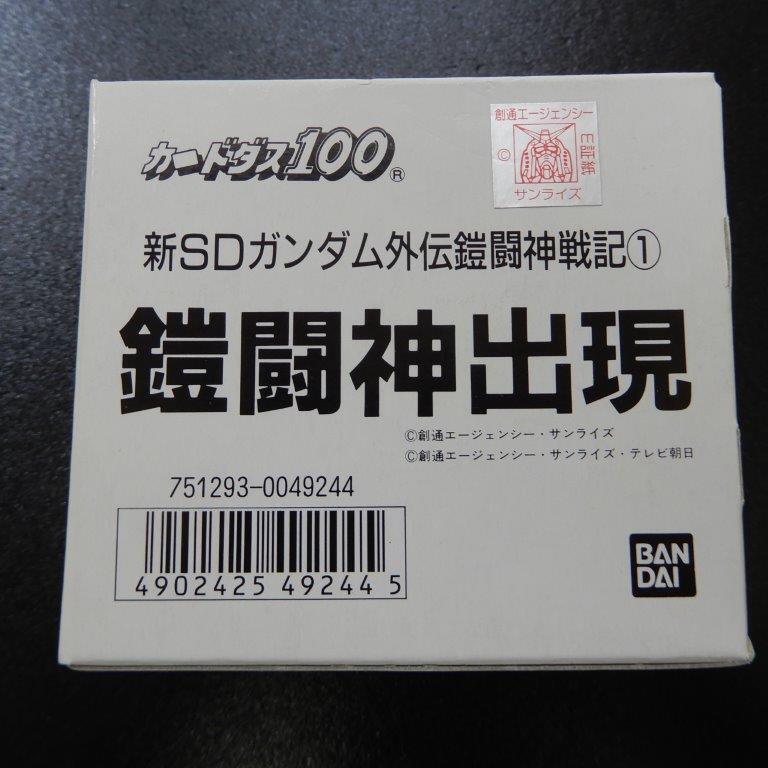 カードダス100®
創通エージェンシー
証紙
©
サンライズ
新SDガンダム外伝鎧闘神戦記①
鎧闘神出現
©創通エージェンシー・サンライズ
©創通エージェンシー・サンライズ・テレビ朝日
751293-0049244
4902425 492445
BAN
DAI